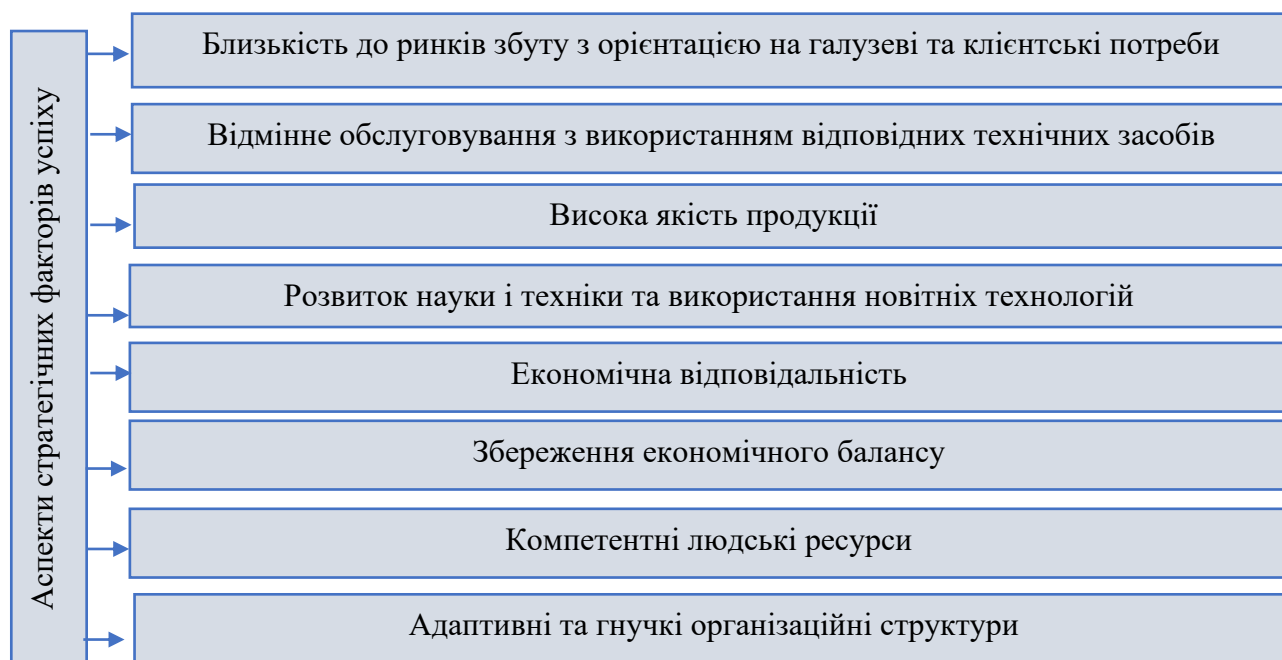 Аспекти стратегічних факторів успіху
Близькість до ринків збуту з орієнтацією на галузеві та клієнтські потреби
Відмінне обслуговування з використанням відповідних технічних засобів
Висока якість продукції
Розвиток науки і техніки та використання новітніх технологій
Економічна відповідальність
Збереження економічного балансу
Компетентні людські ресурси
Адаптивні та гнучкі організаційні структури